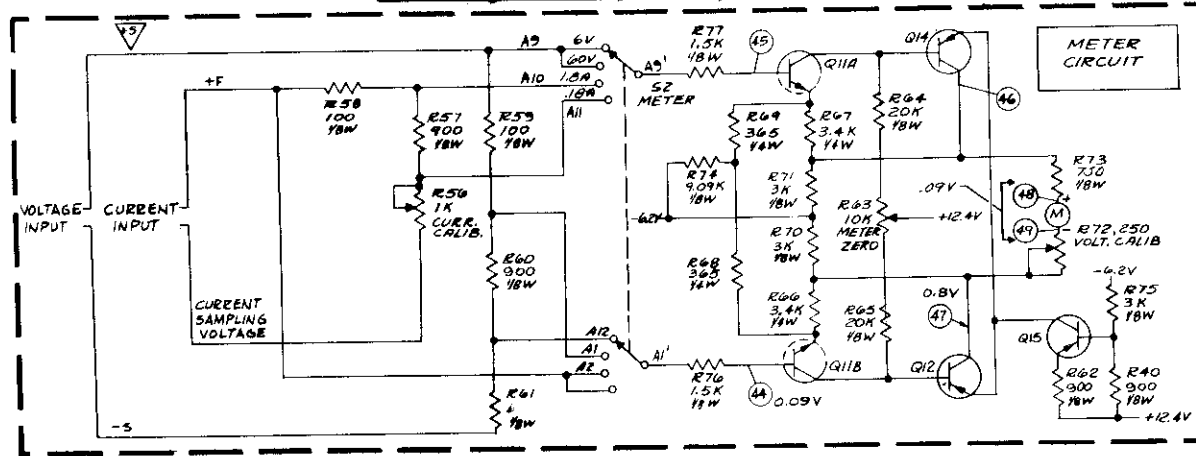 METER
CIRCUIT
+S
A9
6V
60V
A10
1.8A
.18A
A11
A9'
S2
METER
R77
1.5K
1/8W
45
Q11A
Q14
46
+F
R58
100
1/8W
R57
900
1/8W
R59
100
1/8W
R56
1K
CURR.
CALIB.
VOLTAGE
INPUT
CURRENT
INPUT
R60
900
1/8W
CURRENT
SAMPLING
VOLTAGE
A12
A1
A2
A1'
R61
1/8W
-S
R69
365
1/4W
R67
3.4K
1/4W
R64
20K
1/8W
R74
9.09K
1/8W
-6.2V
R71
3K
1/8W
R63
10K
METER
ZERO
+12.4V
R70
3K
1/8W
R68
365
1/4W
R66
3.4K
1/4W
R65
20K
1/8W
R76
1.5K
1/8W
44
0.09V
Q11B
Q12
0.8V
47
R73
750
1/8W
.09V
48
+
M
49
-
R72, 250
VOLT. CALIB
-6.2V
R75
3K
1/8W
Q15
R62
900
1/8W
R40
900
1/8W
+12.4V